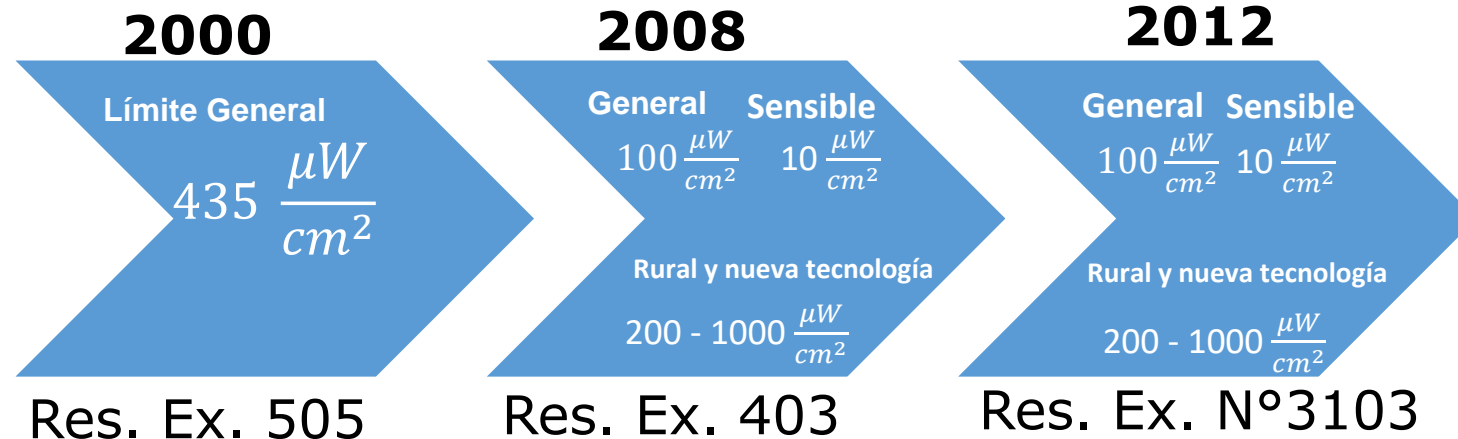 2000
Límite General
435 μW/cm²
Res. Ex. 505
2008
General Sensible
100 μW/cm² 10 μW/cm²
Rural y nueva tecnología
200 - 1000 μW/cm²
Res. Ex. 403
2012
General Sensible
100 μW/cm² 10 μW/cm²
Rural y nueva tecnología
200 - 1000 μW/cm²
Res. Ex. N°3103